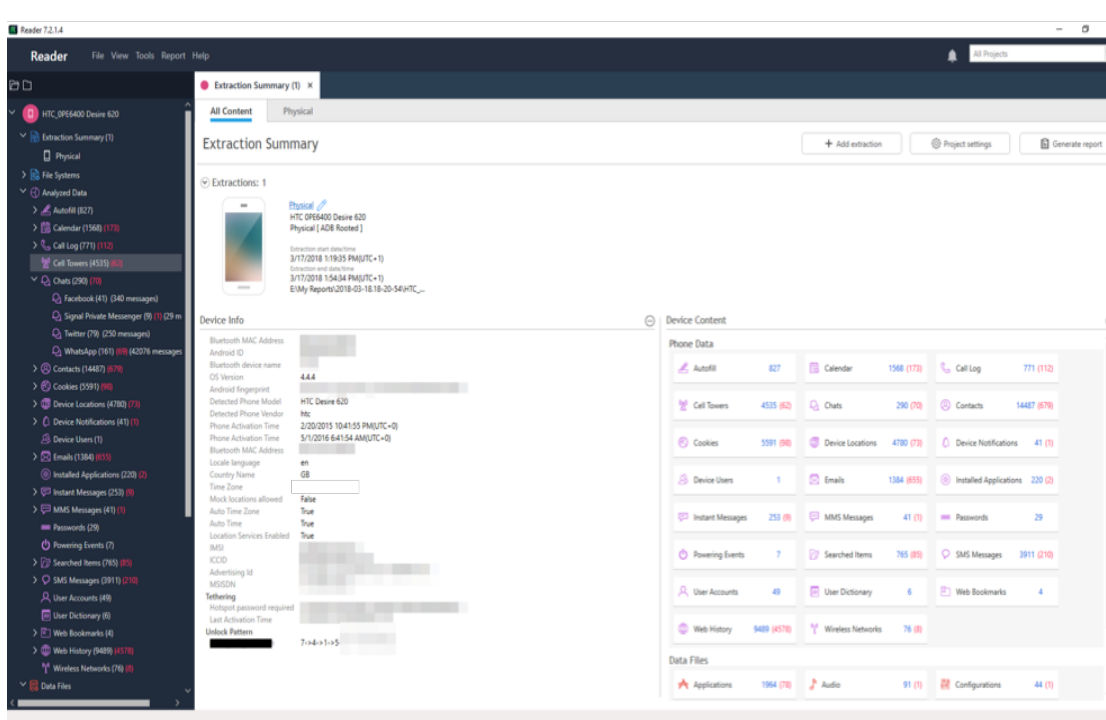 Reader 7.2.1.4
Reader File View Tools Report Help
All Projects
Extraction Summary (1) ×
All Content Physical
Extraction Summary
+ Add extraction
Project settings
Generate report
HTC_0PE6400 Desire 620
Extraction Summary (1)
Physical
File Systems
Analyzed Data
Autofill (827)
Calendar (1568) (173)
Call Log (771) (112)
Cell Towers (4535) (62)
Chats (290) (70)
Facebook (41) (340 messages)
Signal Private Messenger (9) (1) (29 m
Twitter (79) (250 messages)
WhatsApp (161) (69) (42076 messages
Contacts (14487) (679)
Cookies (5591) (98)
Device Locations (4780) (73)
Device Notifications (41) (1)
Device Users (1)
Emails (1384) (655)
Installed Applications (220) (2)
Instant Messages (253) (9)
MMS Messages (41) (1)
Passwords (29)
Powering Events (7)
Searched Items (765) (85)
SMS Messages (3911) (210)
User Accounts (49)
User Dictionary (6)
Web Bookmarks (4)
Web History (9489) (4578)
Wireless Networks (76) (8)
Data Files
Extractions: 1
Physical
HTC 0PE6400 Desire 620
Physical [ ADB Rooted ]
Extraction start date/time
3/17/2018 1:19:35 PM(UTC+1)
Extraction end date/time
3/17/2018 1:54:34 PM(UTC+1)
E:\My Reports\2018-03-18.18-20-54\HTC_...
Device Info
Bluetooth MAC Address
Android ID
Bluetooth device name
OS Version 4.4.4
Android fingerprint
Detected Phone Model HTC Desire 620
Detected Phone Vendor htc
Phone Activation Time 2/20/2015 10:41:55 PM(UTC+0)
Phone Activation Time 5/1/2016 6:41:54 AM(UTC+0)
Bluetooth MAC Address
Locale language en
Country Name GB
Time Zone
Mock locations allowed False
Auto Time Zone True
Auto Time True
Location Services Enabled True
IMSI
ICCID
Advertising Id
MSISDN
Tethering
Hotspot password required
Last Activation Time
Unlock Pattern
7->4->1->5-
Device Content
Phone Data
Autofill 827 Calendar 1568 (173) Call Log 771 (112)
Cell Towers 4535 (62) Chats 290 (70) Contacts 14487 (679)
Cookies 5591 (98) Device Locations 4780 (73) Device Notifications 41 (1)
Device Users 1 Emails 1384 (655) Installed Applications 220 (2)
Instant Messages 253 (9) MMS Messages 41 (1) Passwords 29
Powering Events 7 Searched Items 765 (85) SMS Messages 3911 (210)
User Accounts 49 User Dictionary 6 Web Bookmarks 4
Web History 9489 (4578) Wireless Networks 76 (8)
Data Files
Applications 1964 (78) Audio 91 (1) Configurations 44 (1)